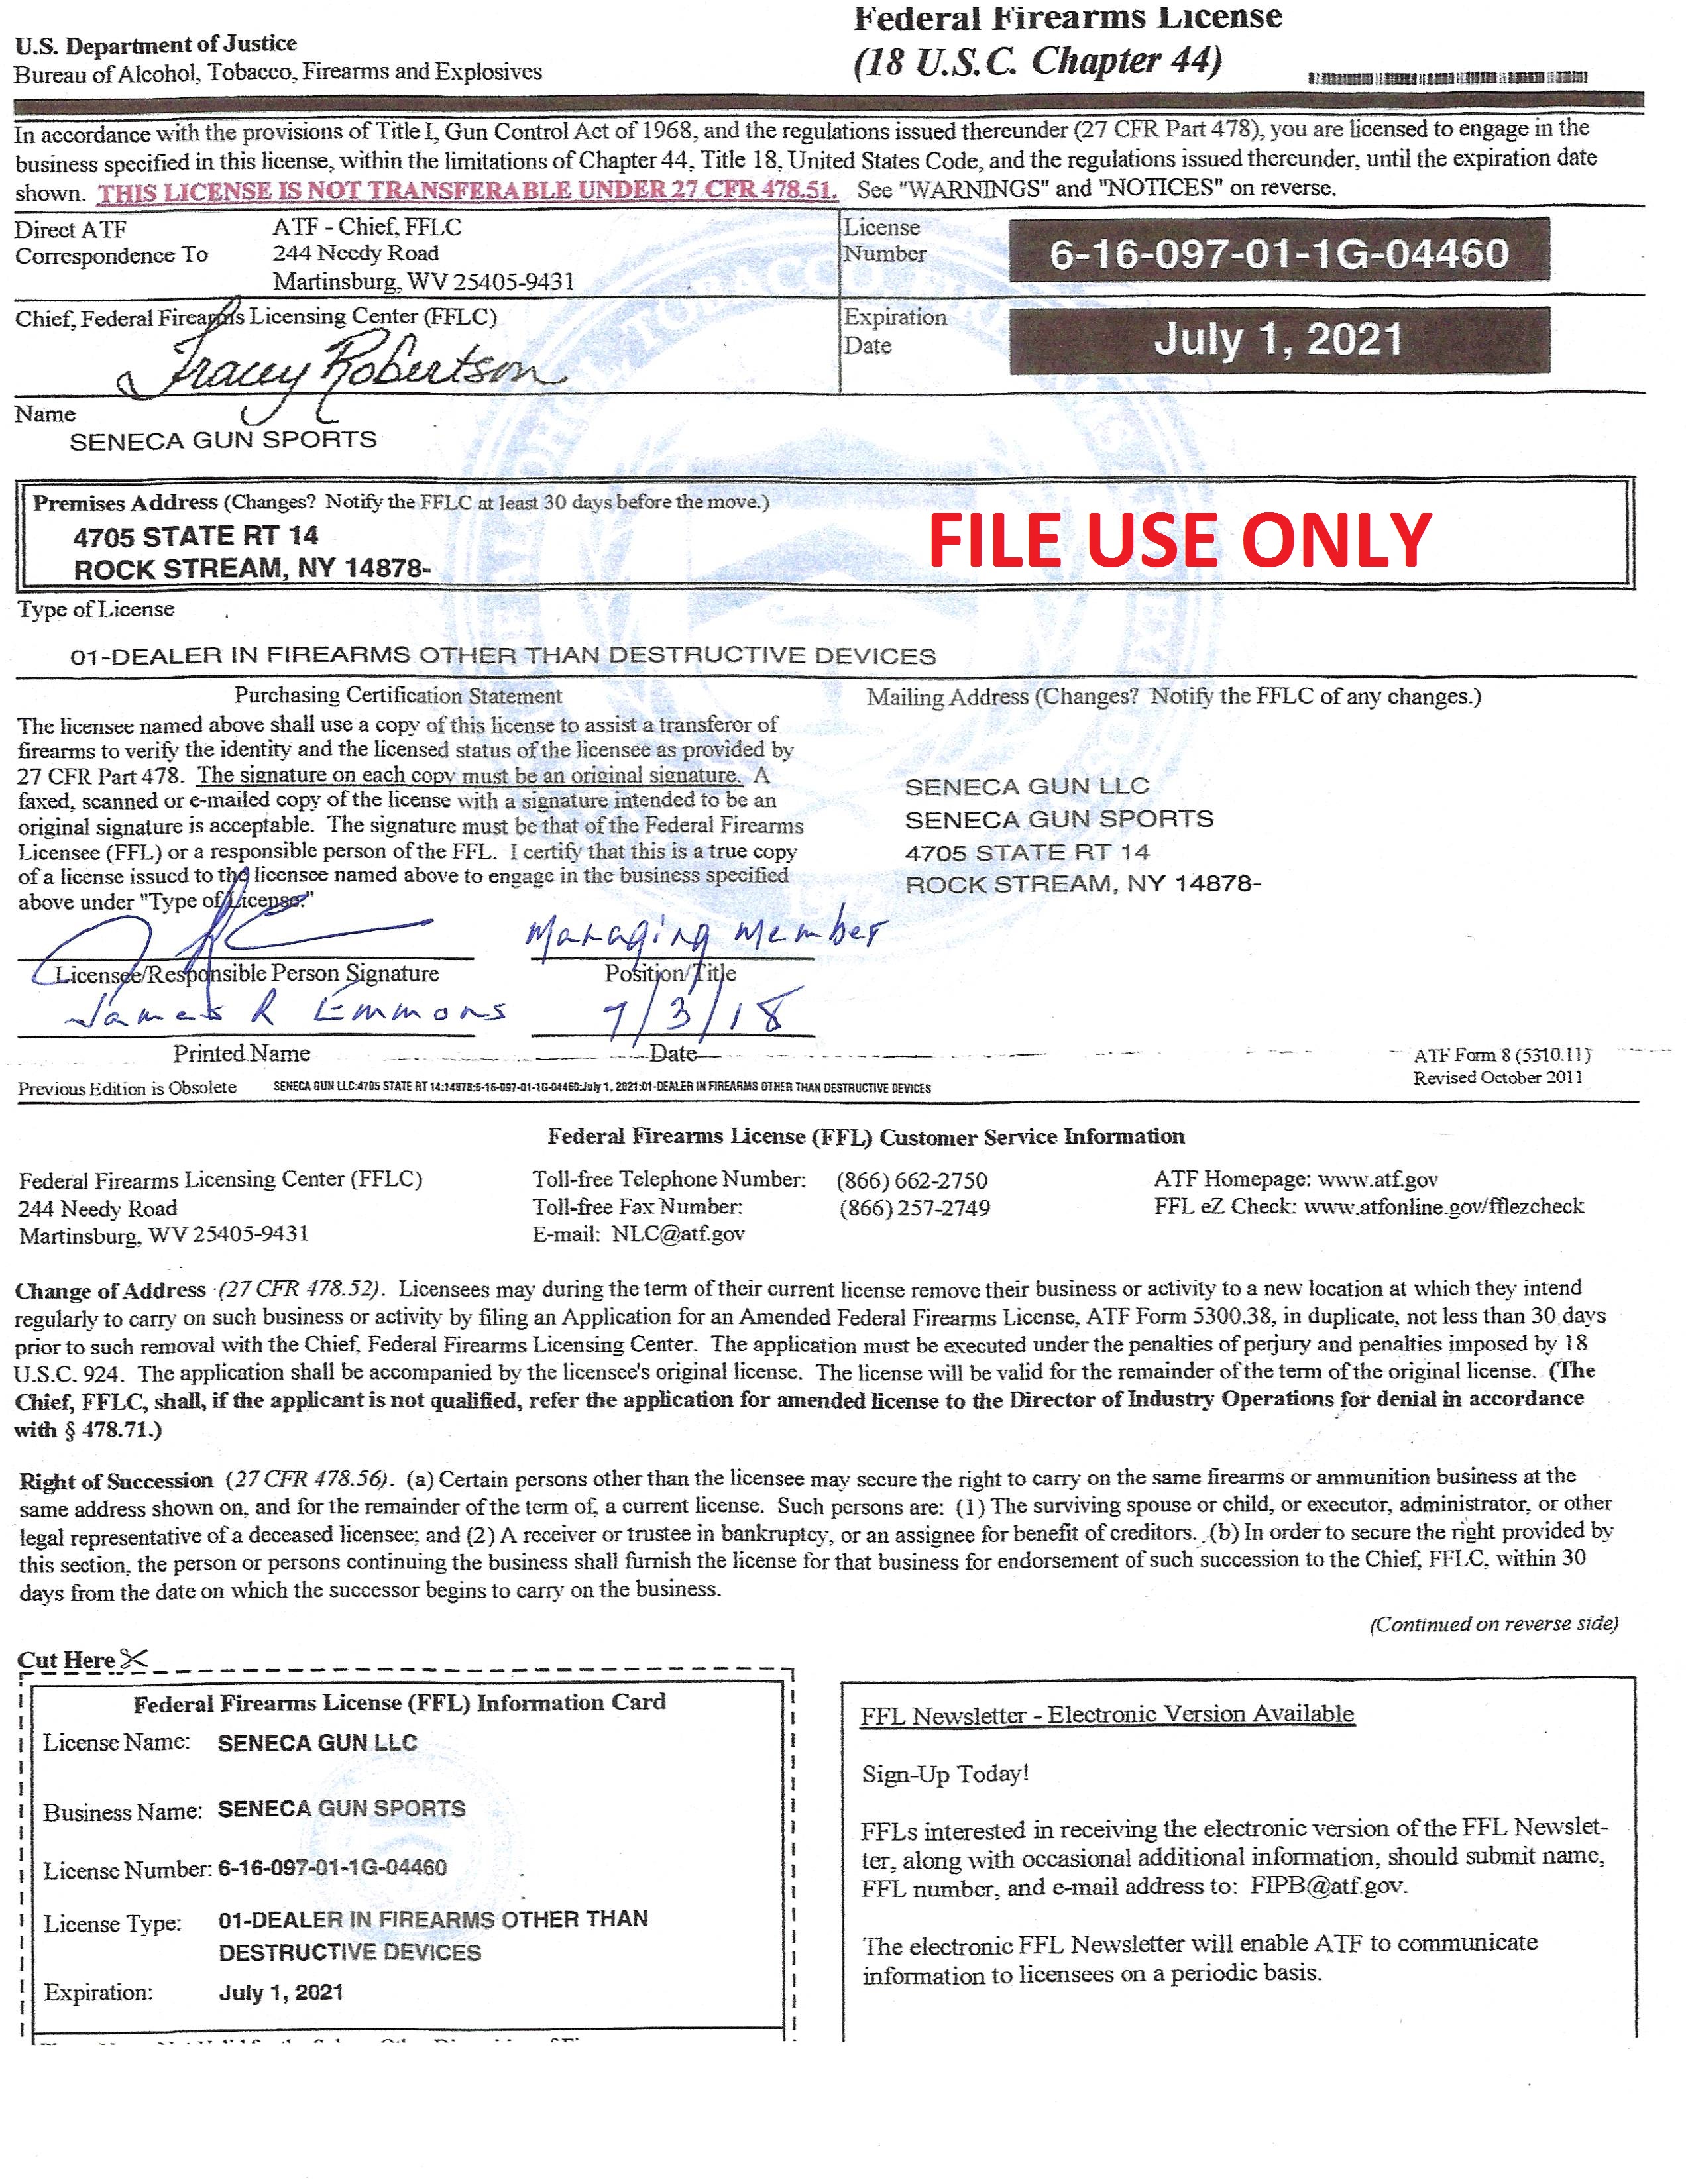 Federal Firearms License
(18 U.S.C. Chapter 44)
U.S. Department of Justice
Bureau of Alcohol, Tobacco, Firearms and Explosives
In accordance with the provisions of Title I, Gun Control Act of 1968, and the regulations issued thereunder (27 CFR Part 478), you are licensed to engage in the
business specified in this license, within the limitations of Chapter 44, Title 18, United States Code, and the regulations issued thereunder, until the expiration date
shown. THIS LICENSE IS NOT TRANSFERABLE UNDER 27 CFR 478.51. See "WARNINGS" and "NOTICES" on reverse.
Direct ATF
Correspondence To
ATF - Chief, FFLC
244 Needy Road
Martinsburg, WV 25405-9431
License
Number
6-16-097-01-1G-04460
Chief, Federal Firearms Licensing Center (FFLC)
Tracey Robertson
Expiration
Date
July 1, 2021
Name
SENECA GUN SPORTS
Premises Address (Changes? Notify the FFLC at least 30 days before the move.)
4705 STATE RT 14
ROCK STREAM, NY 14878-
FILE USE ONLY
Type of License
01-DEALER IN FIREARMS OTHER THAN DESTRUCTIVE DEVICES
Purchasing Certification Statement
The licensee named above shall use a copy of this license to assist a transferor of
firearms to verify the identity and the licensed status of the licensee as provided by
27 CFR Part 478. The signature on each copy must be an original signature. A
faxed, scanned or e-mailed copy of the license with a signature intended to be an
original signature is acceptable. The signature must be that of the Federal Firearms
Licensee (FFL) or a responsible person of the FFL. I certify that this is a true copy
of a license issued to the licensee named above to engage in the business specified
above under "Type of License."
Mailing Address (Changes? Notify the FFLC of any changes.)
SENECA GUN LLC
SENECA GUN SPORTS
4705 STATE RT 14
ROCK STREAM, NY 14878-
Managing Member
Licensee/Responsible Person Signature
Position/Title
James R Emmons
7/3/18
Printed Name
Date
ATF Form 8 (5310.11)
Revised October 2011
Previous Edition is Obsolete
SENECA GUN LLC:4705 STATE RT 14:14878:6-16-097-01-1G-04460:July 1, 2021:01-DEALER IN FIREARMS OTHER THAN DESTRUCTIVE DEVICES
Federal Firearms License (FFL) Customer Service Information
Federal Firearms Licensing Center (FFLC)
244 Needy Road
Martinsburg, WV 25405-9431
Toll-free Telephone Number: (866) 662-2750
Toll-free Fax Number: (866) 257-2749
E-mail: NLC@atf.gov
ATF Homepage: www.atf.gov
FFL eZ Check: www.atfonline.gov/fflezcheck
Change of Address (27 CFR 478.52). Licensees may during the term of their current license remove their business or activity to a new location at which they intend
regularly to carry on such business or activity by filing an Application for an Amended Federal Firearms License, ATF Form 5300.38, in duplicate, not less than 30 days
prior to such removal with the Chief, Federal Firearms Licensing Center. The application must be executed under the penalties of perjury and penalties imposed by 18
U.S.C. 924. The application shall be accompanied by the licensee's original license. The license will be valid for the remainder of the term of the original license. (The
Chief, FFLC, shall, if the applicant is not qualified, refer the application for amended license to the Director of Industry Operations for denial in accordance
with § 478.71.)
Right of Succession (27 CFR 478.56). (a) Certain persons other than the licensee may secure the right to carry on the same firearms or ammunition business at the
same address shown on, and for the remainder of the term of, a current license. Such persons are: (1) The surviving spouse or child, or executor, administrator, or other
legal representative of a deceased licensee; and (2) A receiver or trustee in bankruptcy, or an assignee for benefit of creditors. (b) In order to secure the right provided by
this section, the person or persons continuing the business shall furnish the license for that business for endorsement of such succession to the Chief, FFLC, within 30
days from the date on which the successor begins to carry on the business.
(Continued on reverse side)
Cut Here
Federal Firearms License (FFL) Information Card
License Name: SENECA GUN LLC
Business Name: SENECA GUN SPORTS
License Number: 6-16-097-01-1G-04460
License Type: 01-DEALER IN FIREARMS OTHER THAN
DESTRUCTIVE DEVICES
Expiration: July 1, 2021
FFL Newsletter - Electronic Version Available
Sign-Up Today!
FFLs interested in receiving the electronic version of the FFL Newslet-
ter, along with occasional additional information, should submit name,
FFL number, and e-mail address to: FIPB@atf.gov.
The electronic FFL Newsletter will enable ATF to communicate
information to licensees on a periodic basis.